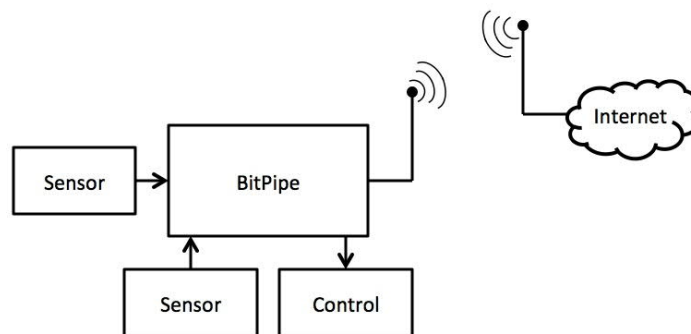 Internet
Sensor
BitPipe
Sensor
Control